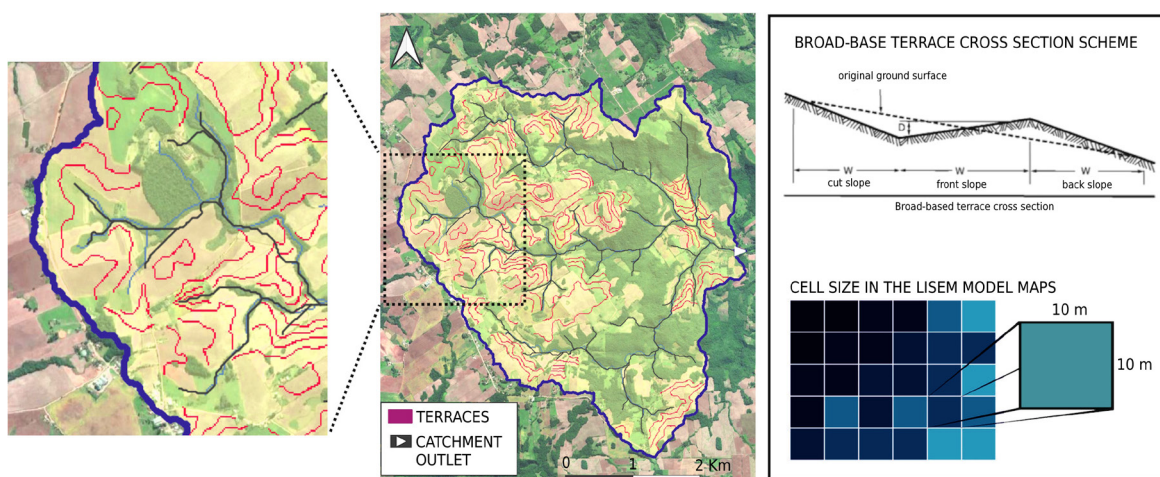 TERRACES
CATCHMENT
OUTLET
0 1 2 Km
BROAD-BASE TERRACE CROSS SECTION SCHEME
original ground surface
D
W W W
cut slope front slope back slope
Broad-based terrace cross section
CELL SIZE IN THE LISEM MODEL MAPS
10 m
10 m